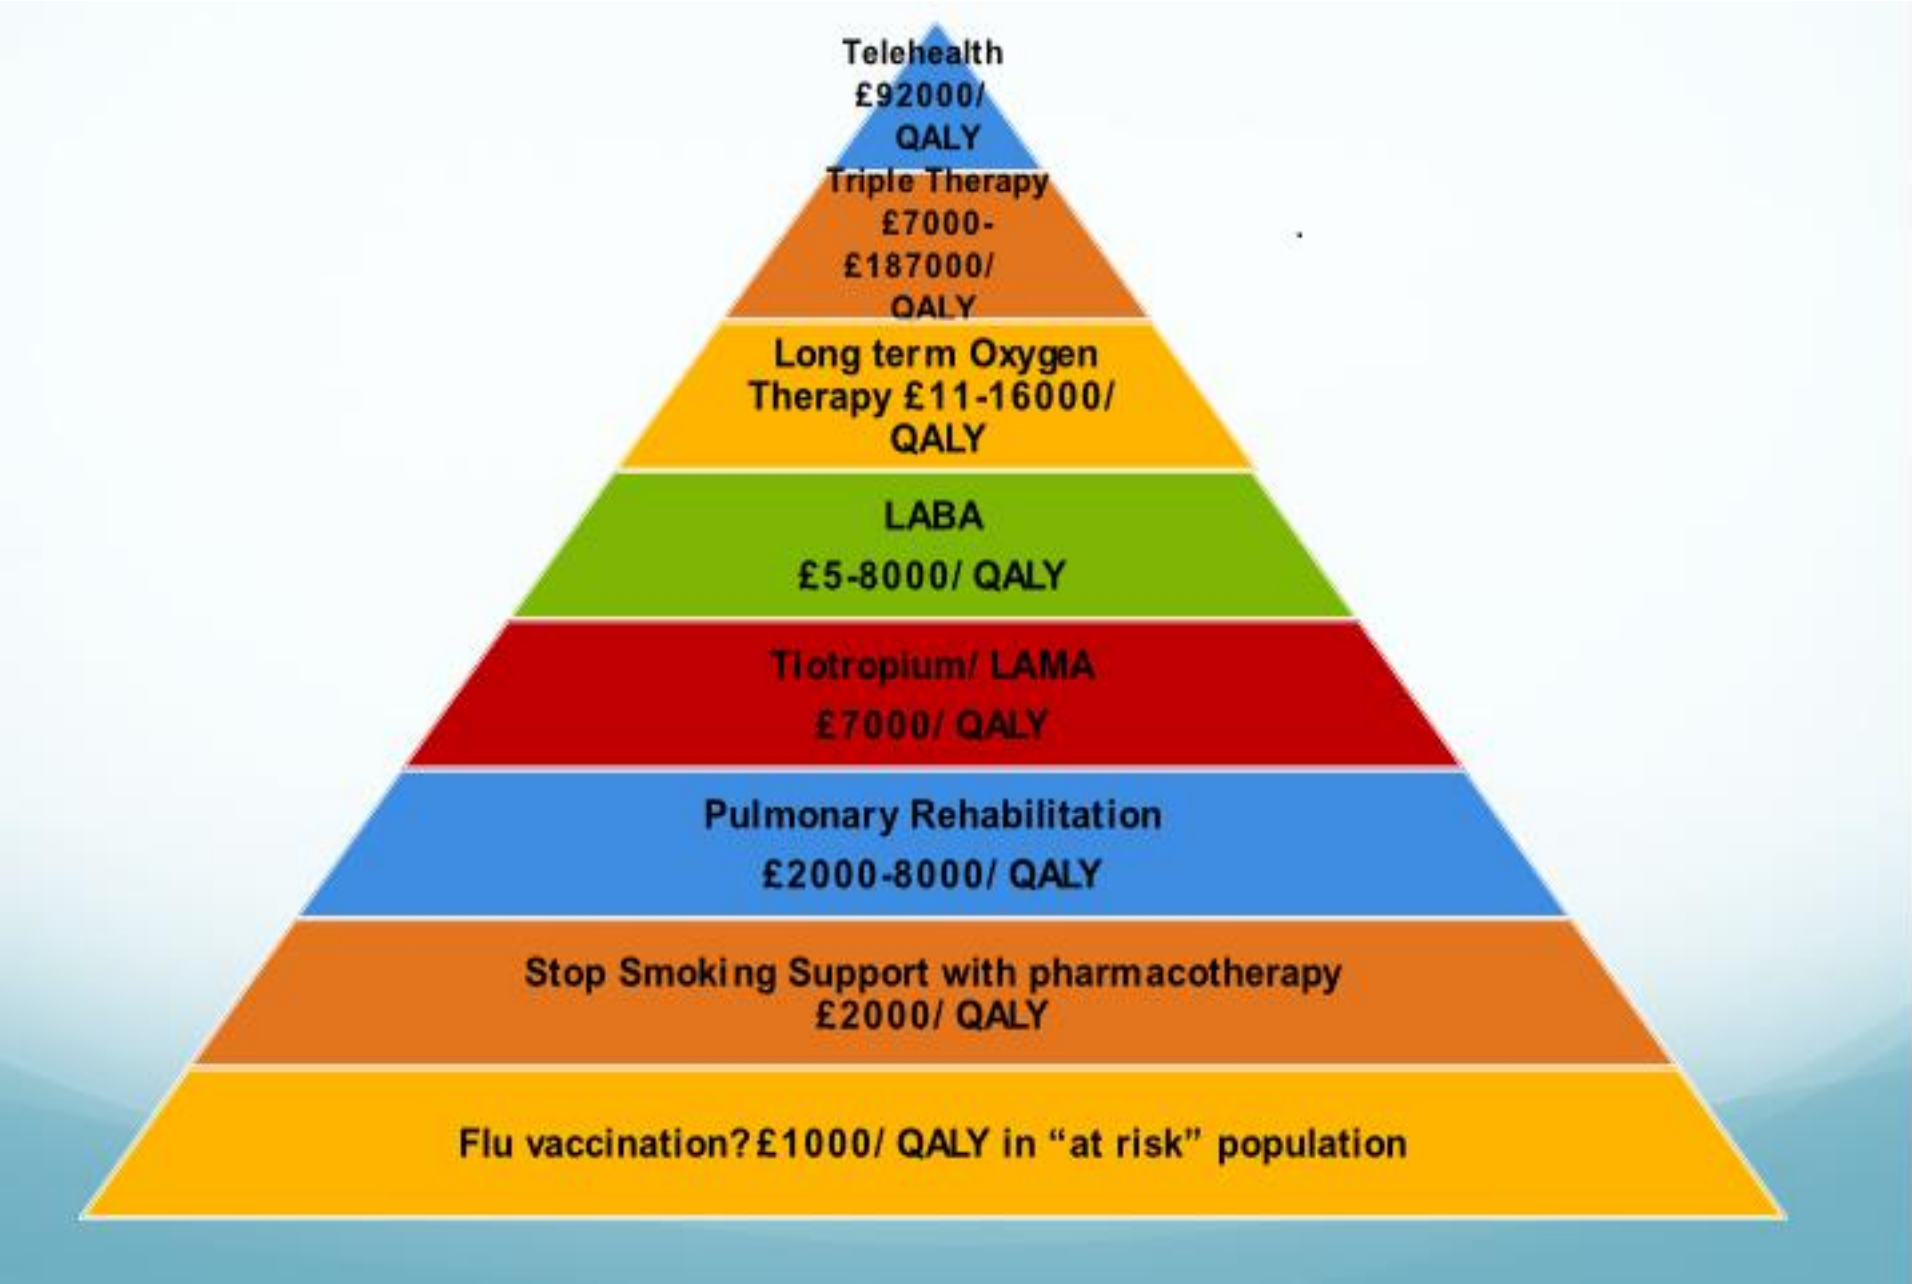 Telehealth
£92000/
QALY
Triple Therapy
£7000-
£187000/
QALY
Long term Oxygen
Therapy £11-16000/
QALY
LABA
£5-8000/ QALY
Tiotropium/ LAMA
£7000/ QALY
Pulmonary Rehabilitation
£2000-8000/ QALY
Stop Smoking Support with pharmacotherapy
£2000/ QALY
Flu vaccination?£1000/ QALY in “at risk” population